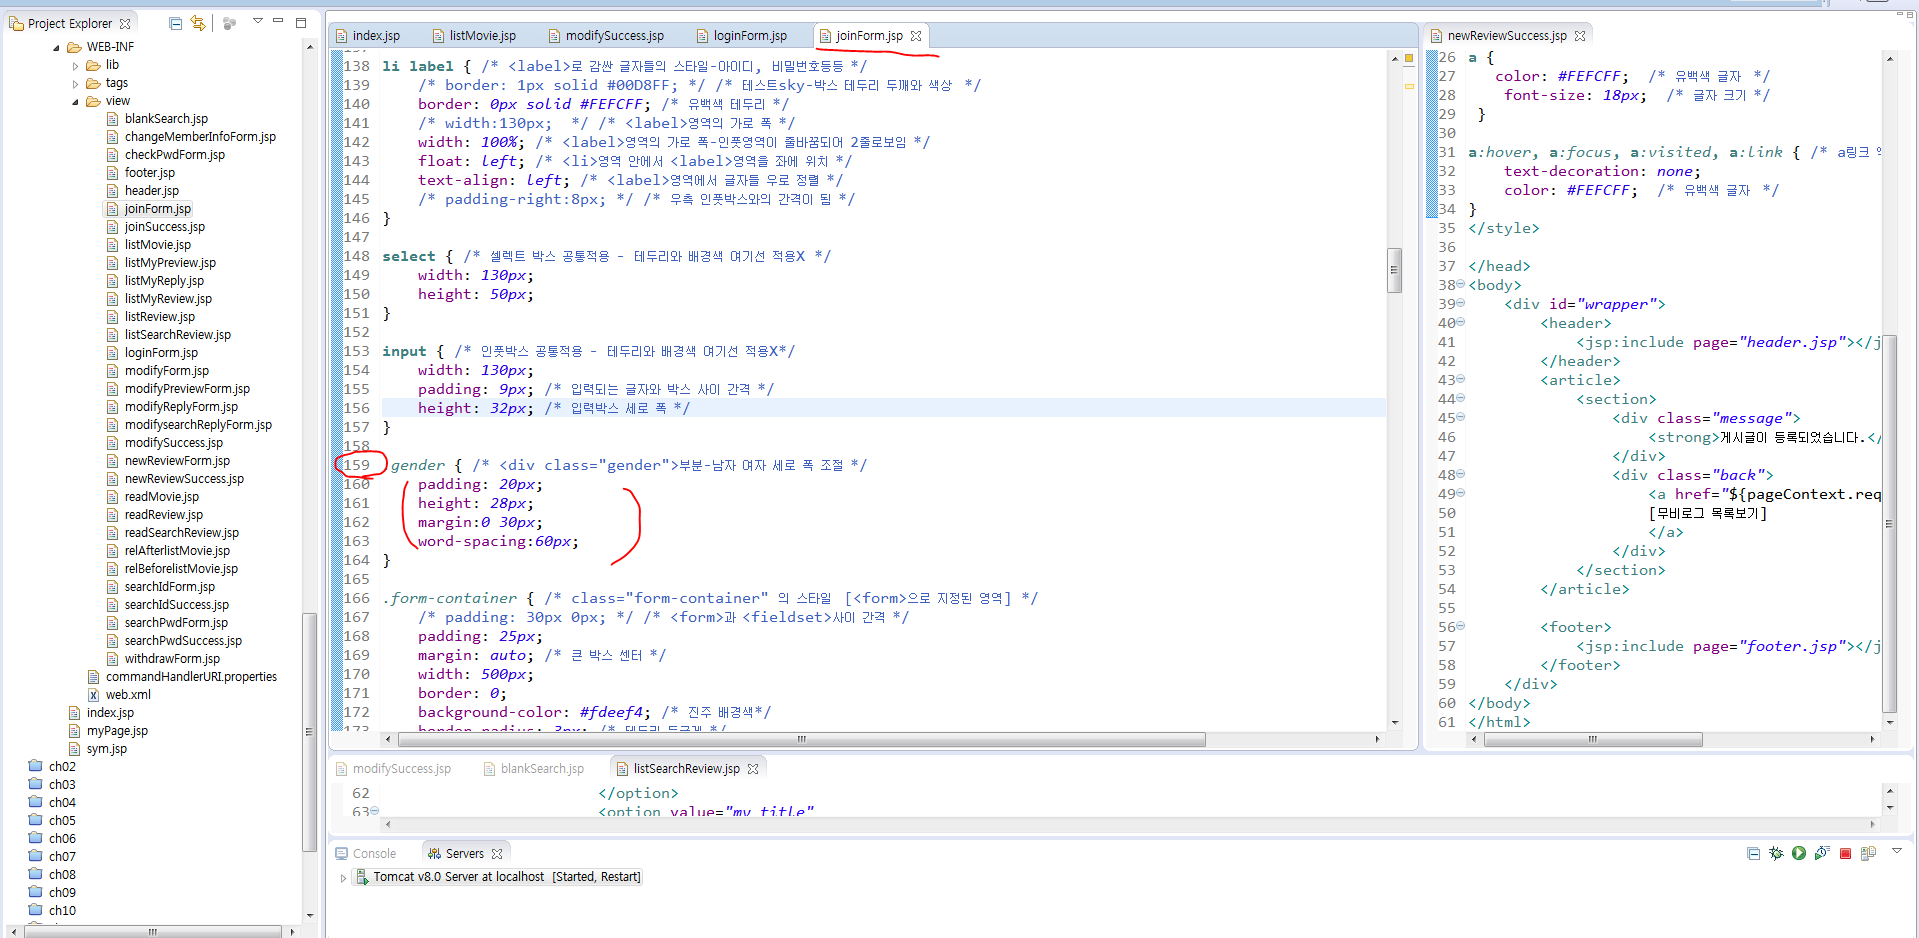 Project Explorer
WEB-INF
lib
tags
view
blankSearch.jsp
changeMemberInfoForm.jsp
checkPwdForm.jsp
footer.jsp
header.jsp
joinForm.jsp
joinSuccess.jsp
listMovie.jsp
listMyPreview.jsp
listMyReply.jsp
listMyReview.jsp
listReview.jsp
listSearchReview.jsp
loginForm.jsp
modifyForm.jsp
modifyPreviewForm.jsp
modifyReplyForm.jsp
modifysearchReplyForm.jsp
modifySuccess.jsp
newReviewForm.jsp
newReviewSuccess.jsp
readMovie.jsp
readReview.jsp
readSearchReview.jsp
relAfterlistMovie.jsp
relBeforelistMovie.jsp
searchIdForm.jsp
searchIdSuccess.jsp
searchPwdForm.jsp
searchPwdSuccess.jsp
withdrawForm.jsp
commandHandlerURI.properties
web.xml
index.jsp
myPage.jsp
sym.jsp
ch02
ch03
ch04
ch05
ch06
ch07
ch08
ch09
ch10
index.jsp listMovie.jsp modifySuccess.jsp loginForm.jsp joinForm.jsp
138 li label { /* <label>로 감싼 글자들의 스타일-아이디, 비밀번호등등 */
139 /* border: 1px solid #00D8FF; */ /* 테스트sky-박스 테두리 두께와 색상 */
140 border: 0px solid #FEFCFF; /* 유백색 테두리 */
141 /* width:130px; */ /* <label>영역의 가로 폭 */
142 width: 100%; /* <label>영역의 가로 폭-인풋영역이 줄바꿈되어 2줄로보임 */
143 float: left; /* <li>영역 안에서 <label>영역을 좌에 위치 */
144 text-align: left; /* <label>영역에서 글자들 우로 정렬 */
145 /* padding-right:8px; */ /* 우측 인풋박스와의 간격이 됨 */
146 }
147
148 select { /* 셀렉트 박스 공통적용 - 테두리와 배경색 여기선 적용X */
149 width: 130px;
150 height: 50px;
151 }
152
153 input { /* 인풋박스 공통적용 - 테두리와 배경색 여기선 적용X*/
154 width: 130px;
155 padding: 9px; /* 입력되는 글자와 박스 사이 간격 */
156 height: 32px; /* 입력박스 세로 폭 */
157 }
158
159 gender { /* <div class="gender">부분-남자 여자 세로 폭 조절 */
160 padding: 20px;
161 height: 28px;
162 margin:0 30px;
163 word-spacing:60px;
164 }
165
166 .form-container { /* class="form-container" 의 스타일 [<form>으로 지정된 영역] */
167 /* padding: 30px 0px; */ /* <form>과 <fieldset>사이 간격 */
168 padding: 25px;
169 margin: auto; /* 큰 박스 센터 */
170 width: 500px;
171 border: 0;
172 background-color: #fdeef4; /* 진주 배경색*/
173 border-radius: 3px; /* 테두리 둥글게 */
newReviewSuccess.jsp
26 a {
27 color: #FEFCFF; /* 유백색 글자 */
28 font-size: 18px; /* 글자 크기 */
29 }
30
31 a:hover, a:focus, a:visited, a:link { /* a링크
32 text-decoration: none;
33 color: #FEFCFF; /* 유백색 글자 */
34 }
35 </style>
36
37 </head>
38 <body>
39 <div id="wrapper">
40 <header>
41 <jsp:include page="header.jsp"></j
42 </header>
43 <article>
44 <section>
45 <div class="message">
46 <strong>게시글이 등록되었습니다.</
47 </div>
48 <div class="back">
49 <a href="${pageContext.req
50 [무비로그 목록보기]
51 </a>
52 </div>
53 </section>
54 </article>
55
56 <footer>
57 <jsp:include page="footer.jsp"></j
58 </footer>
59 </div>
60 </body>
61 </html>
modifySuccess.jsp blankSearch.jsp listSearchReview.jsp
62 </option>
63 <option value="my_title"
Console Servers
Tomcat v8.0 Server at localhost [Started, Restart]